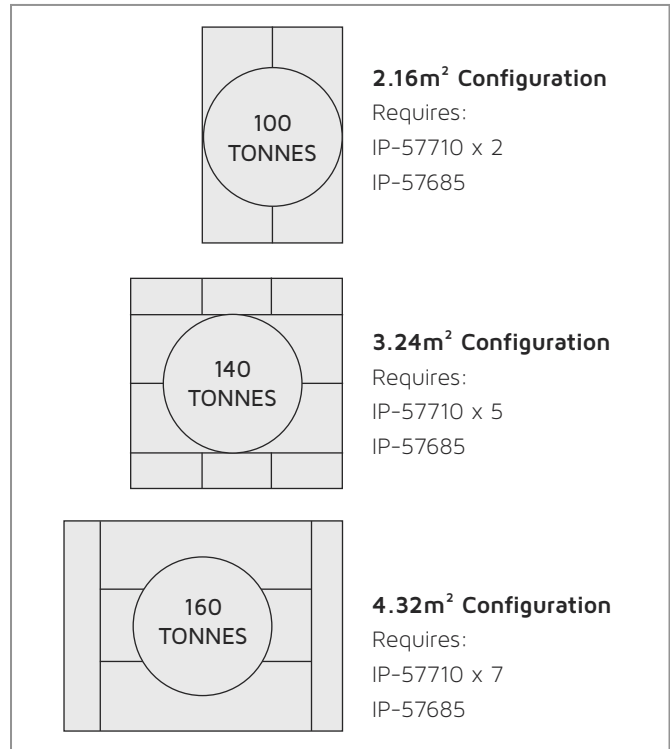 100
TONNES
2.16m² Configuration
Requires:
IP-57710 x 2
IP-57685
140
TONNES
3.24m² Configuration
Requires:
IP-57710 x 5
IP-57685
160
TONNES
4.32m² Configuration
Requires:
IP-57710 x 7
IP-57685